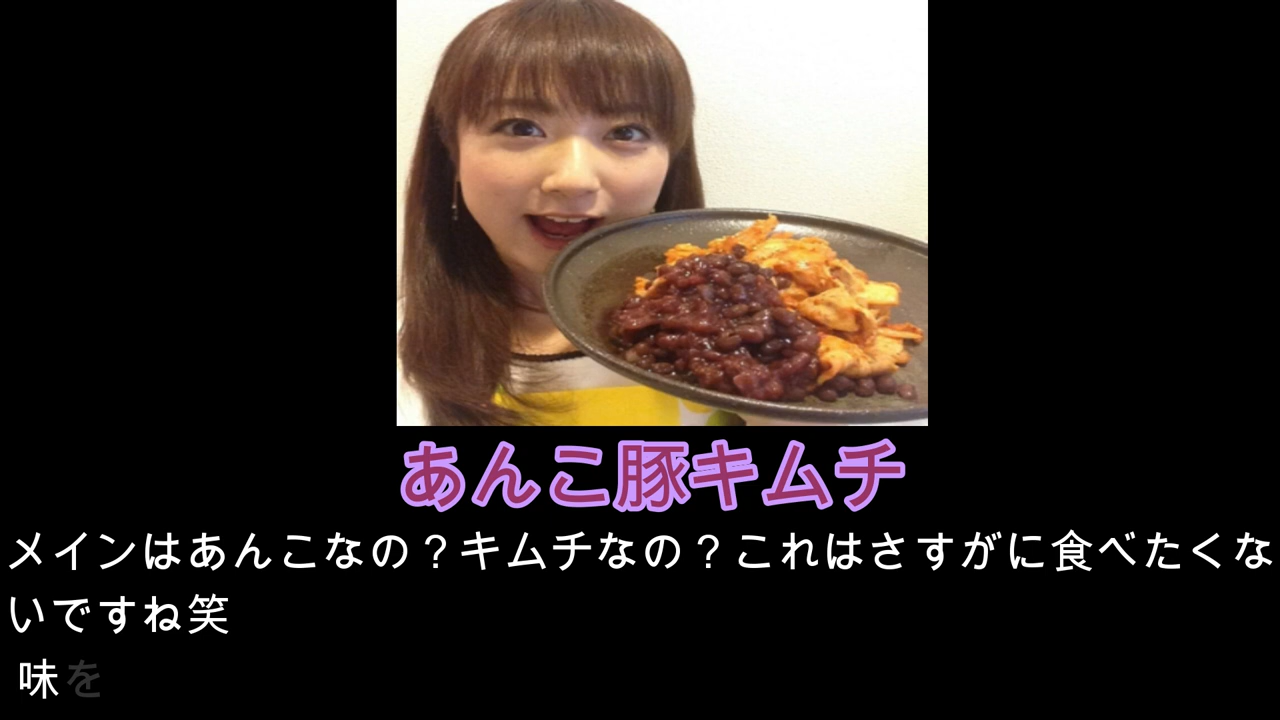 あんこ豚キムチ
メインはあんこなの？キムチなの？これはさすがに食べたくな
いですね笑
味を